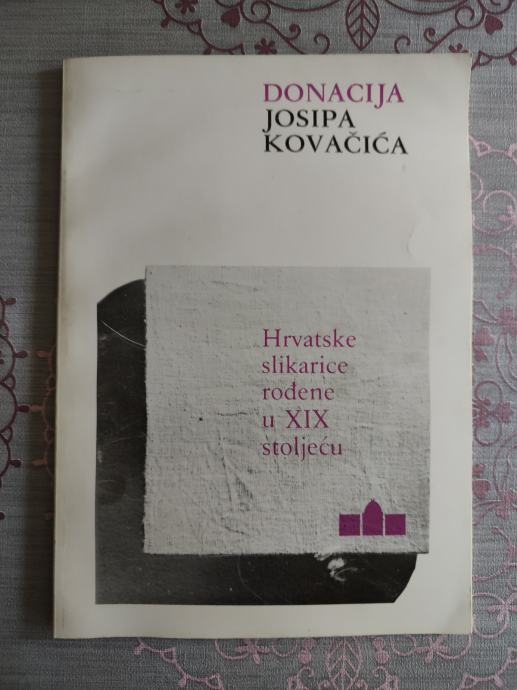 DONACIJA
JOSIPA
KOVAČIĆA
Hrvatske
slikarice
rođene
u XIX
stoljeću